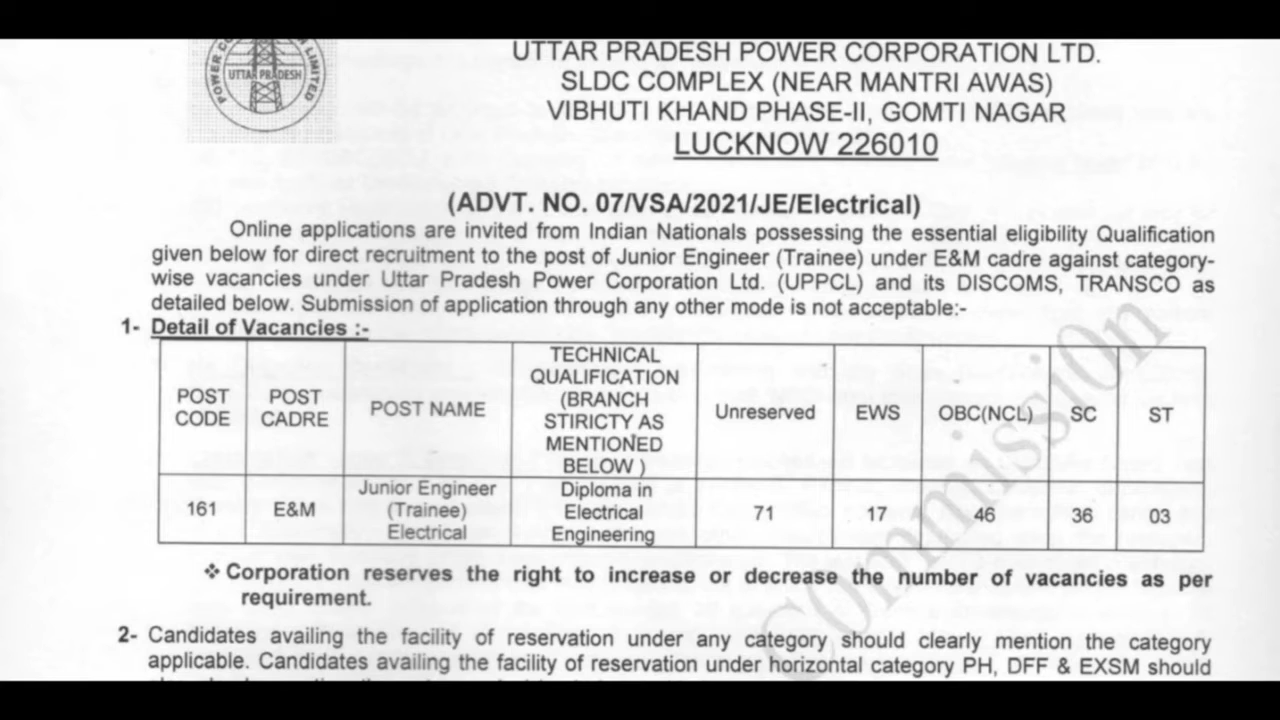 POWER CO
LIMITED
UTTAR PRADESH
UTTAR PRADESH POWER CORPORATION LTD.
SLDC COMPLEX (NEAR MANTRI AWAS)
VIBHUTI KHAND PHASE-II, GOMTI NAGAR
LUCKNOW 226010
(ADVT. NO. 07/VSA/2021/JE/Electrical)
Online applications are invited from Indian Nationals possessing the essential eligibility Qualification
given below for direct recruitment to the post of Junior Engineer (Trainee) under E&M cadre against category-
wise vacancies under Uttar Pradesh Power Corporation Ltd. (UPPCL) and its DISCOMS, TRANSCO as
detailed below. Submission of application through any other mode is not acceptable:-
1- Detail of Vacancies :-
POST
CODE
POST
CADRE
POST NAME
TECHNICAL
QUALIFICATION
(BRANCH
STIRICTY AS
MENTIONED
BELOW )
Unreserved
EWS
OBC(NCL)
SC
ST
161
E&M
Junior Engineer
(Trainee)
Electrical
Diploma in
Electrical
Engineering
71
17
46
36
03
❖ Corporation reserves the right to increase or decrease the number of vacancies as per
requirement.
2- Candidates availing the facility of reservation under any category should clearly mention the category
applicable. Candidates availing the facility of reservation under horizontal category PH, DFF & EXSM should
Commission